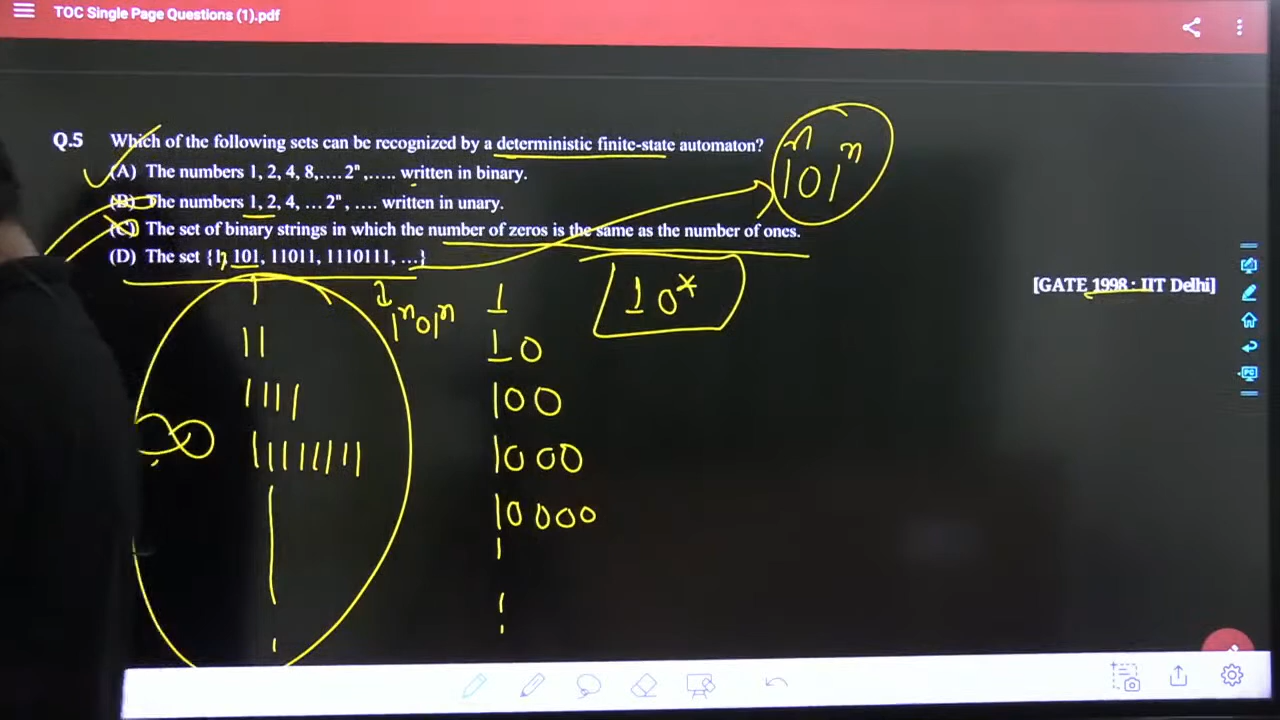 TOC Single Page Questions (1).pdf
Q.5 Which of the following sets can be recognized by a deterministic finite-state automaton?
(A) The numbers 1, 2, 4, 8,.... 2ⁿ ,..... written in binary.
(B) The numbers 1, 2, 4, ... 2ⁿ , .... written in unary.
(C) The set of binary strings in which the number of zeros is the same as the number of ones.
(D) The set {1, 101, 11011, 1110111, ...}
[GATE 1998 : IIT Delhi]
1ⁿ01ⁿ
1ⁿ01ⁿ
10*
1
11
1111
11111111
1
10
100
1000
10000